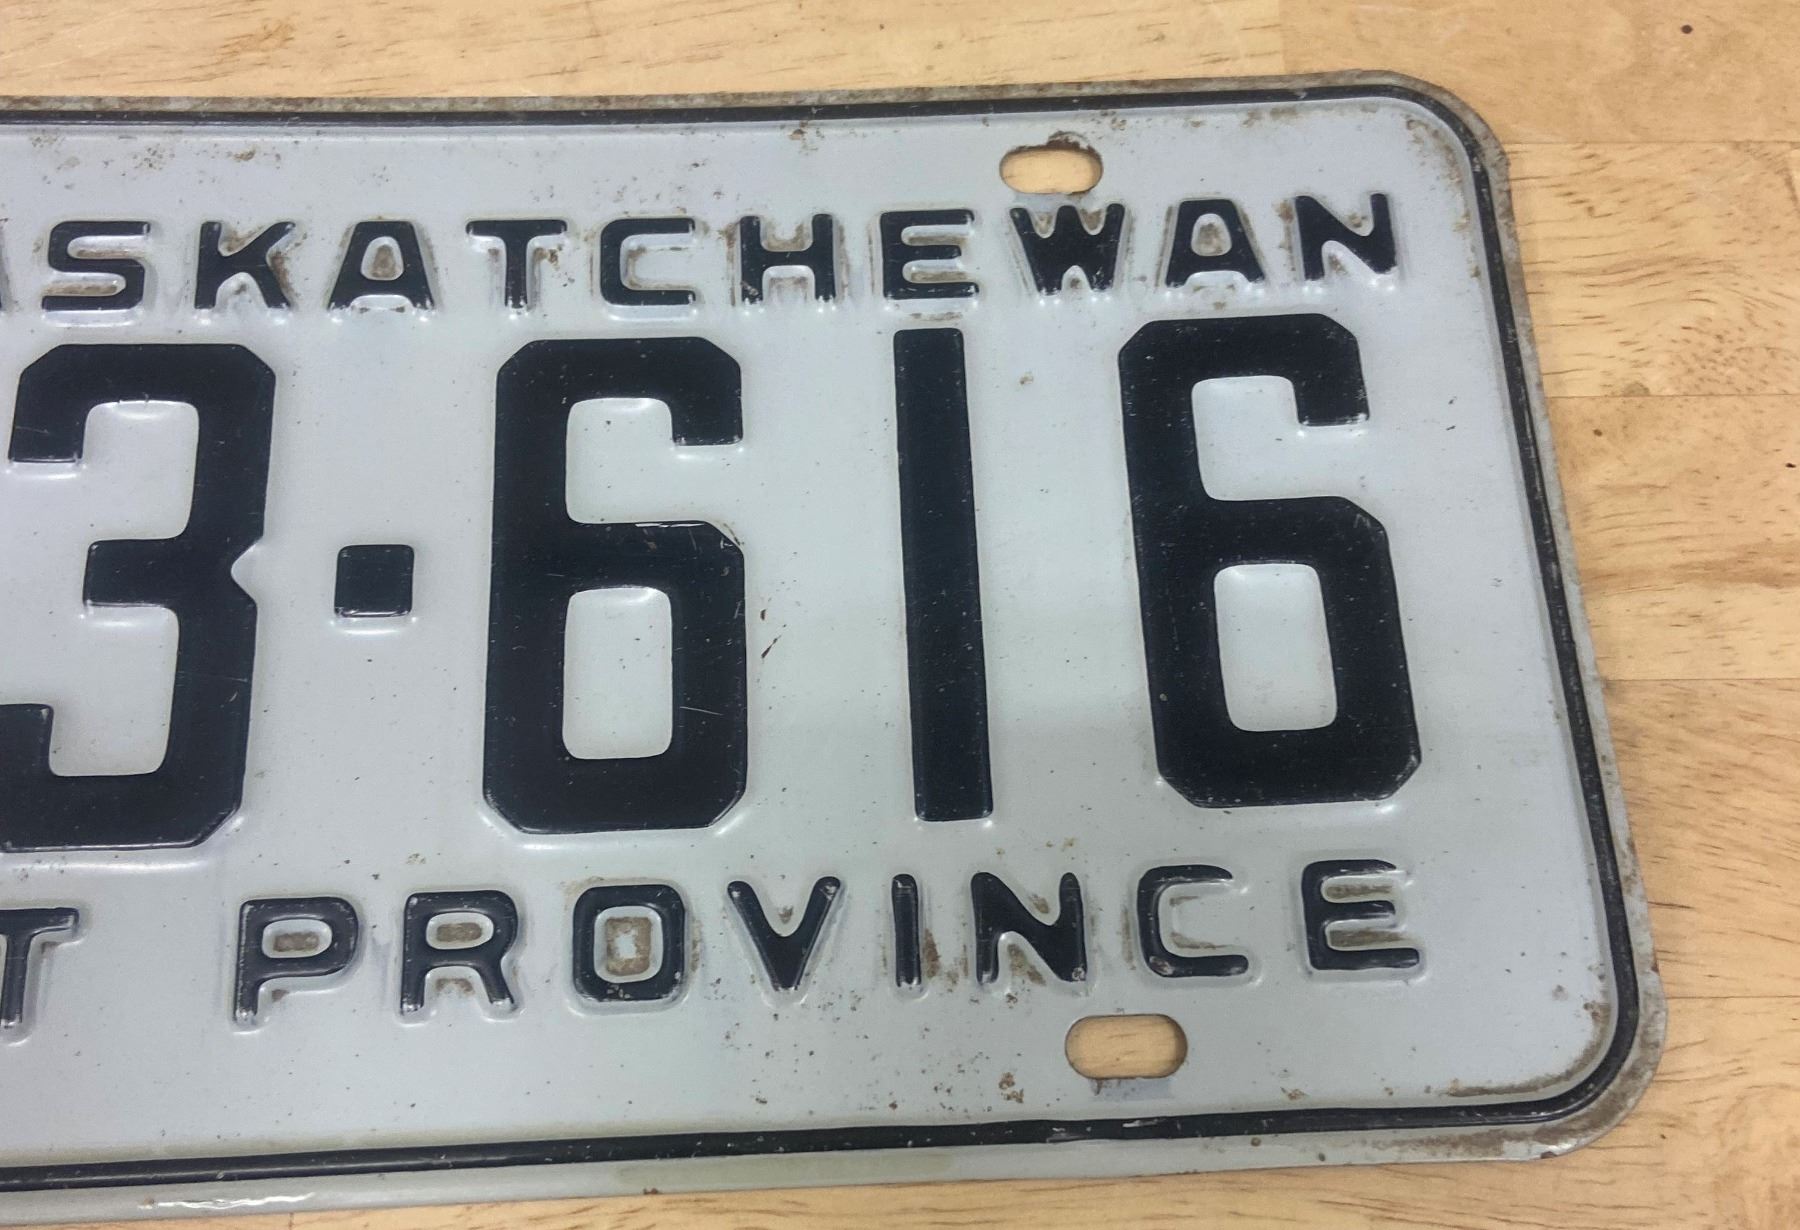 ASKATCHEWAN
3·616
T PROVINCE